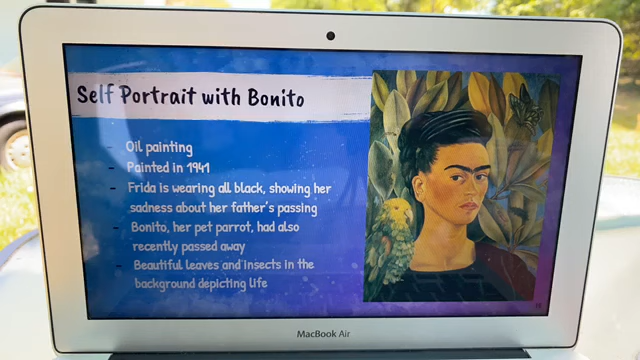 Self Portrait with Bonito
- Oil painting
- Painted in 1941
- Frida is wearing all black, showing her
sadness about her father's passing
- Bonito, her pet parrot, had also
recently passed away
- Beautiful leaves and insects in the
background depicting life
MacBook Air